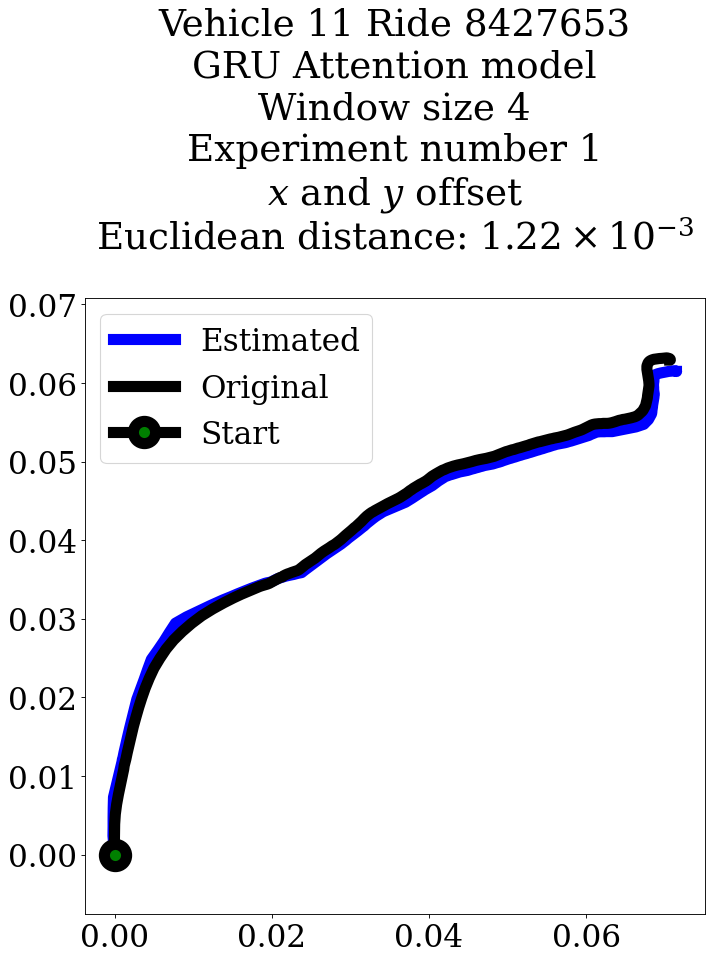 Vehicle 11 Ride 8427653
GRU Attention model
Window size 4
Experiment number 1
x and y offset
Euclidean distance: 1.22 × 10⁻³
0.07
0.06
0.05
0.04
0.03
0.02
0.01
0.00
Estimated
Original
Start
0.00 0.02 0.04 0.06